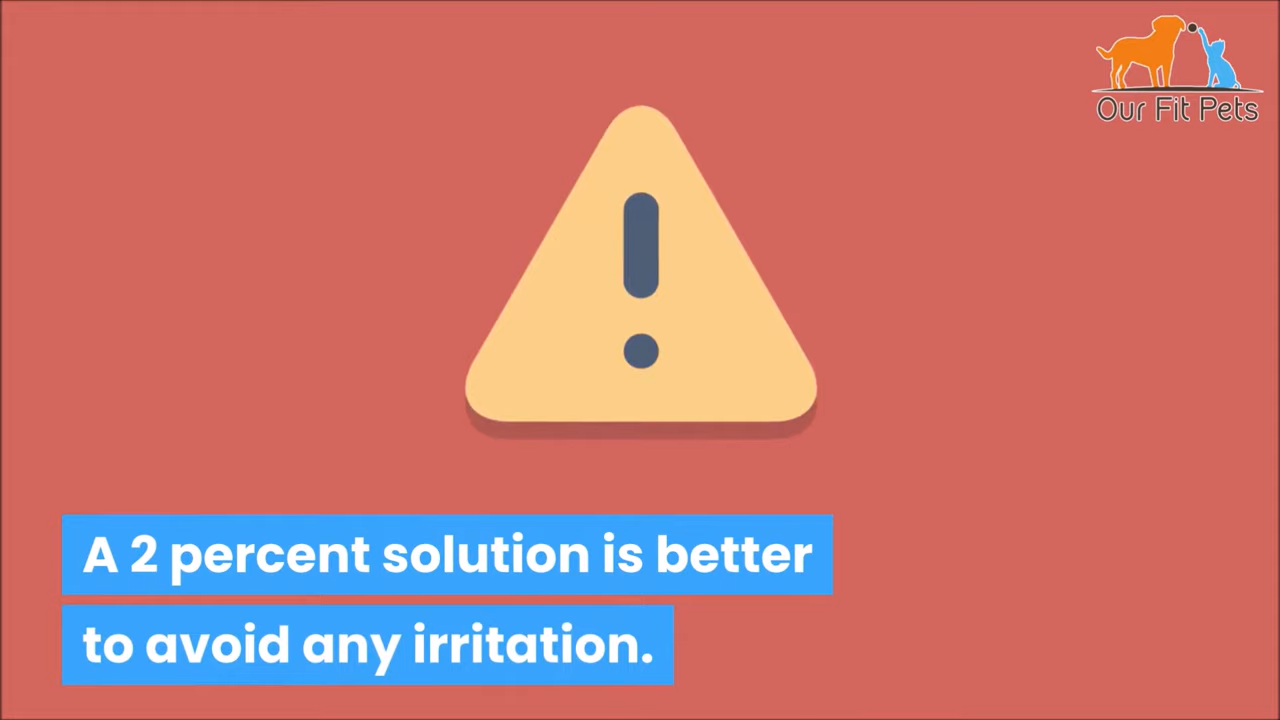 Our Fit Pets
A 2 percent solution is better
to avoid any irritation.